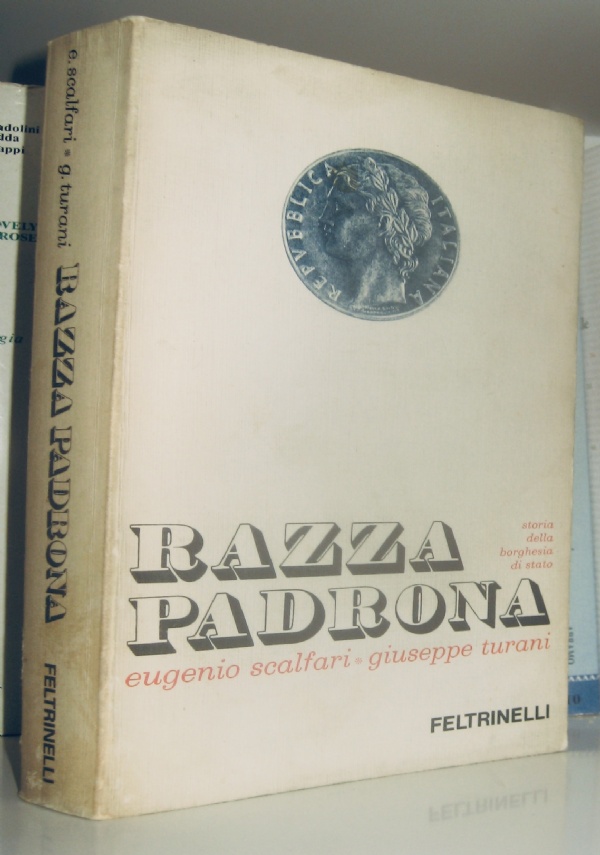 e. scalfari • g. turani RAZZA PADRONA FELTRINELLI
REPVBBLICA ITALIANA
RAZZA
PADRONA
storia
della
borghesia
di stato
eugenio scalfari • giuseppe turani
FELTRINELLI
FELTRINELLI